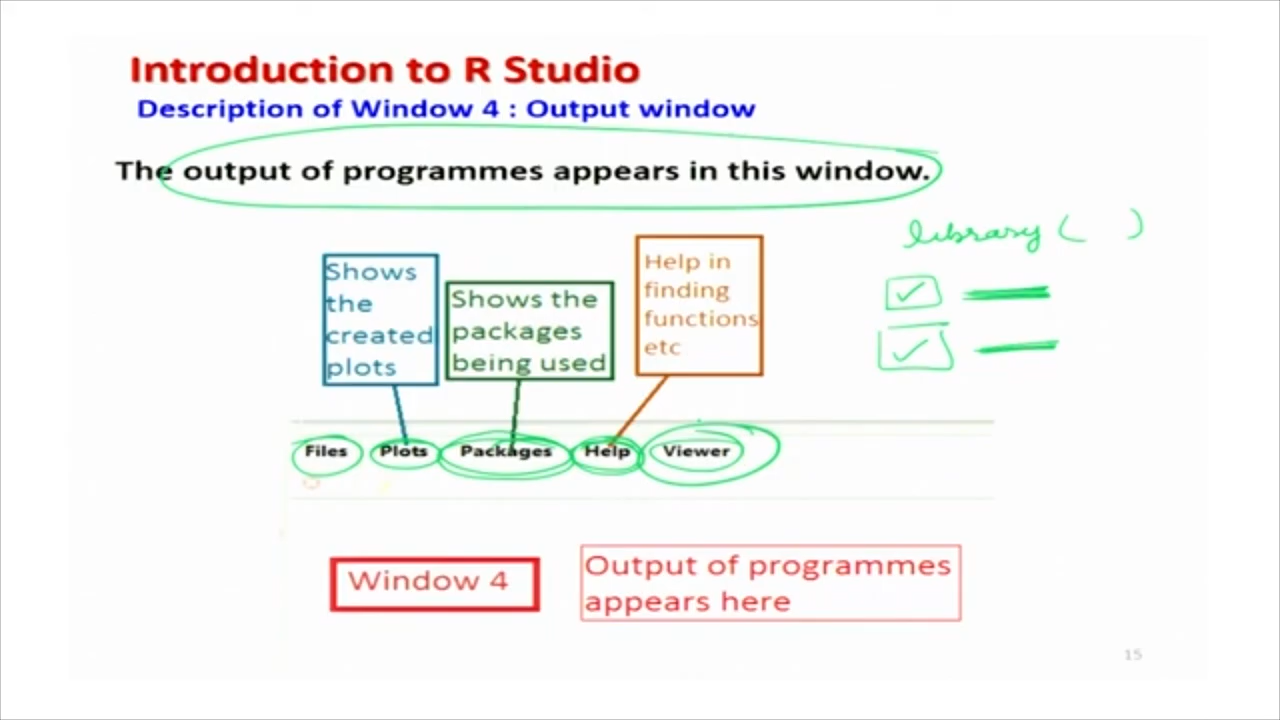 Introduction to R Studio
Description of Window 4 : Output window
The output of programmes appears in this window.
library ( )
Shows
the
created
plots
Shows the
packages
being used
Help in
finding
functions
etc
Files Plots Packages Help Viewer
Window 4
Output of programmes
appears here
15